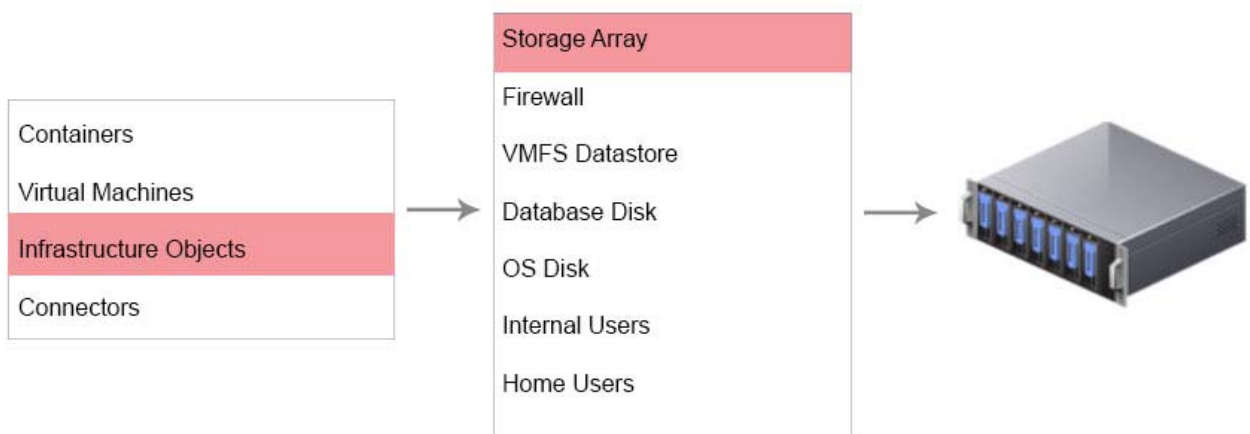 Containers
Virtual Machines
Infrastructure Objects
Connectors
Storage Array
Firewall
VMFS Datastore
Database Disk
OS Disk
Internal Users
Home Users